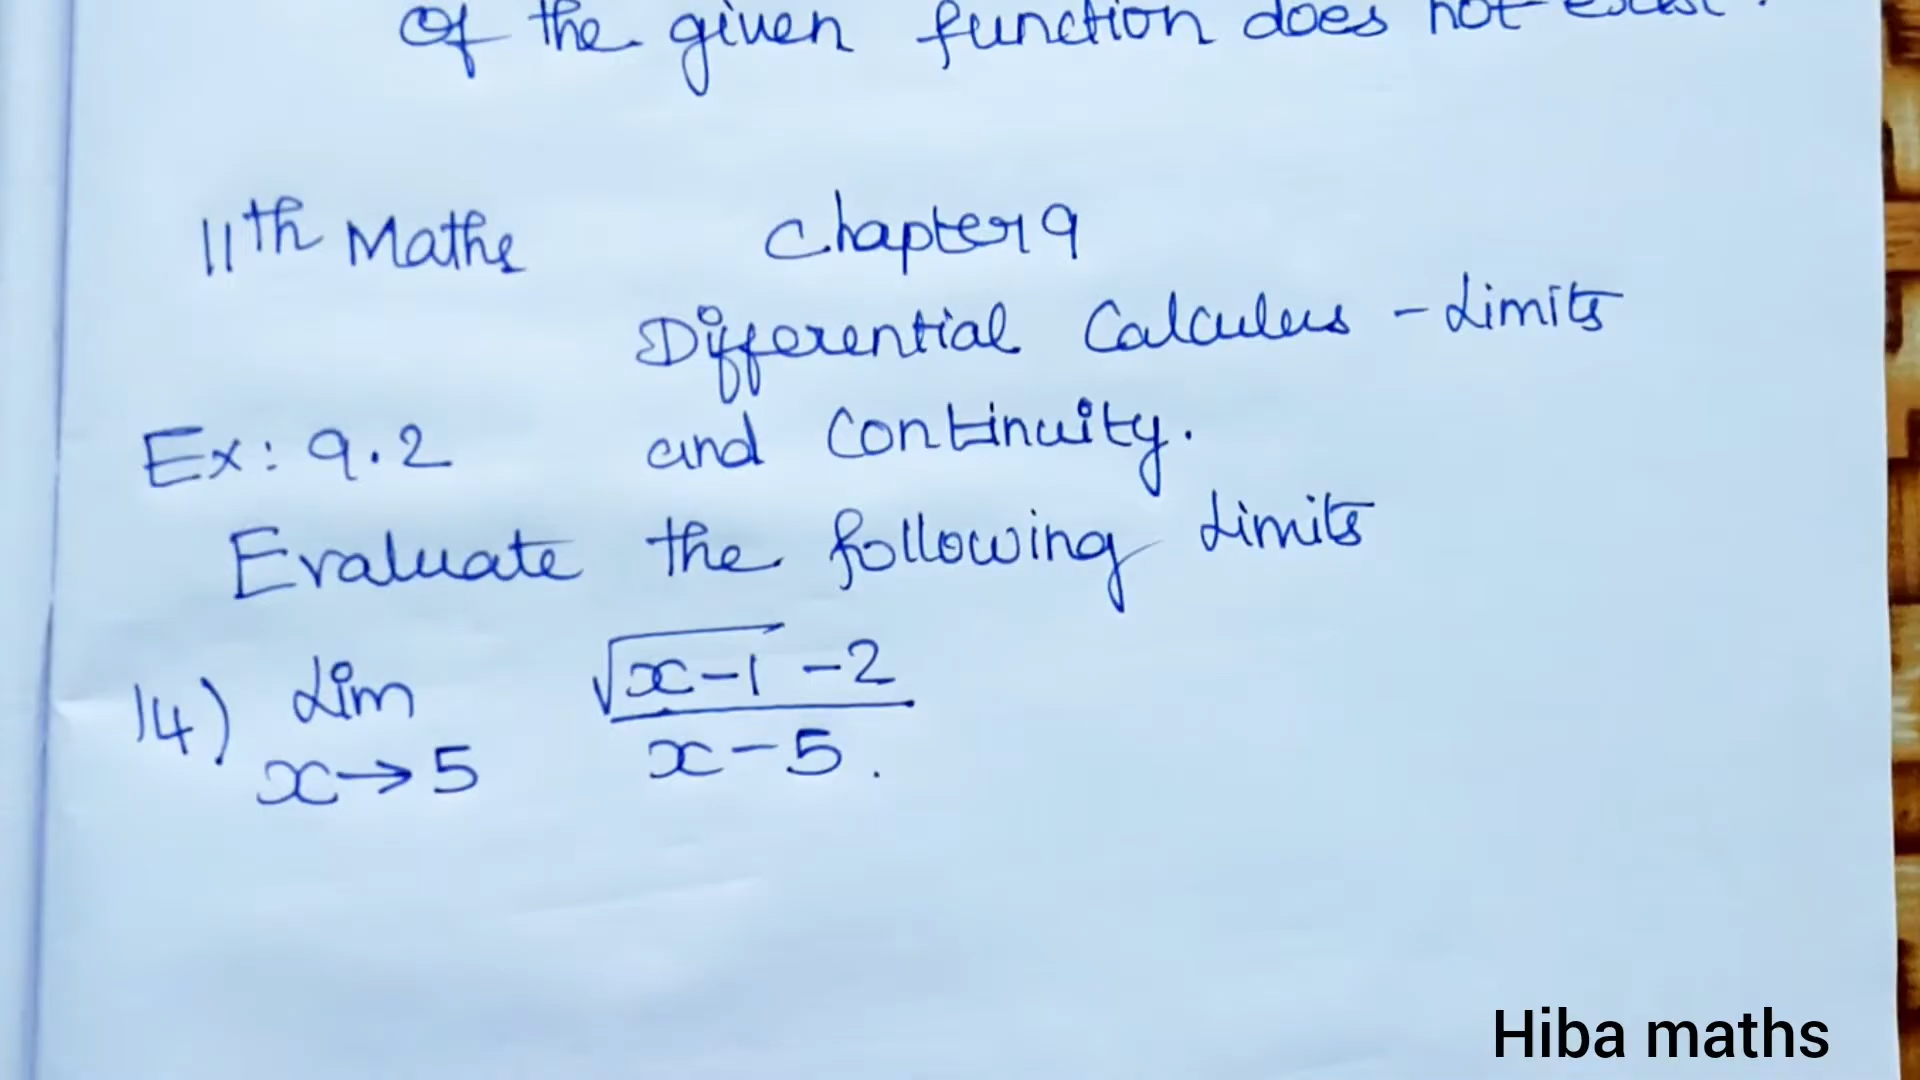 of the given function does not exist.
11th Maths Chapter 9
Differential Calculus - Limits
Ex: 9.2 and Continuity.
Evaluate the following Limits
14) Lim x→5 √(x-1) -2 / x-5.
Hiba maths